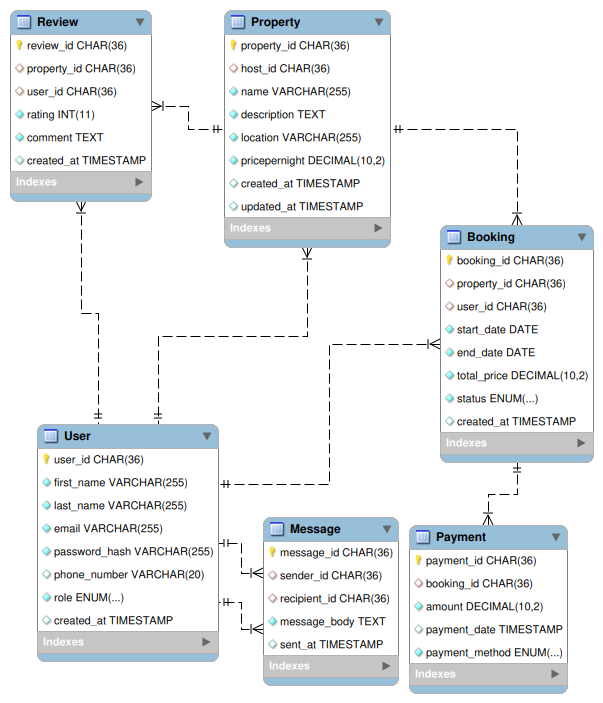 Review
review_id CHAR(36)
property_id CHAR(36)
user_id CHAR(36)
rating INT(11)
comment TEXT
created_at TIMESTAMP
Indexes
Property
property_id CHAR(36)
host_id CHAR(36)
name VARCHAR(255)
description TEXT
location VARCHAR(255)
pricepernight DECIMAL(10,2)
created_at TIMESTAMP
updated_at TIMESTAMP
Indexes
Booking
booking_id CHAR(36)
property_id CHAR(36)
user_id CHAR(36)
start_date DATE
end_date DATE
total_price DECIMAL(10,2)
status ENUM(...)
created_at TIMESTAMP
Indexes
User
user_id CHAR(36)
first_name VARCHAR(255)
last_name VARCHAR(255)
email VARCHAR(255)
password_hash VARCHAR(255)
phone_number VARCHAR(20)
role ENUM(...)
created_at TIMESTAMP
Indexes
Message
message_id CHAR(36)
sender_id CHAR(36)
recipient_id CHAR(36)
message_body TEXT
sent_at TIMESTAMP
Indexes
Payment
payment_id CHAR(36)
booking_id CHAR(36)
amount DECIMAL(10,2)
payment_date TIMESTAMP
payment_method ENUM(...)
Indexes